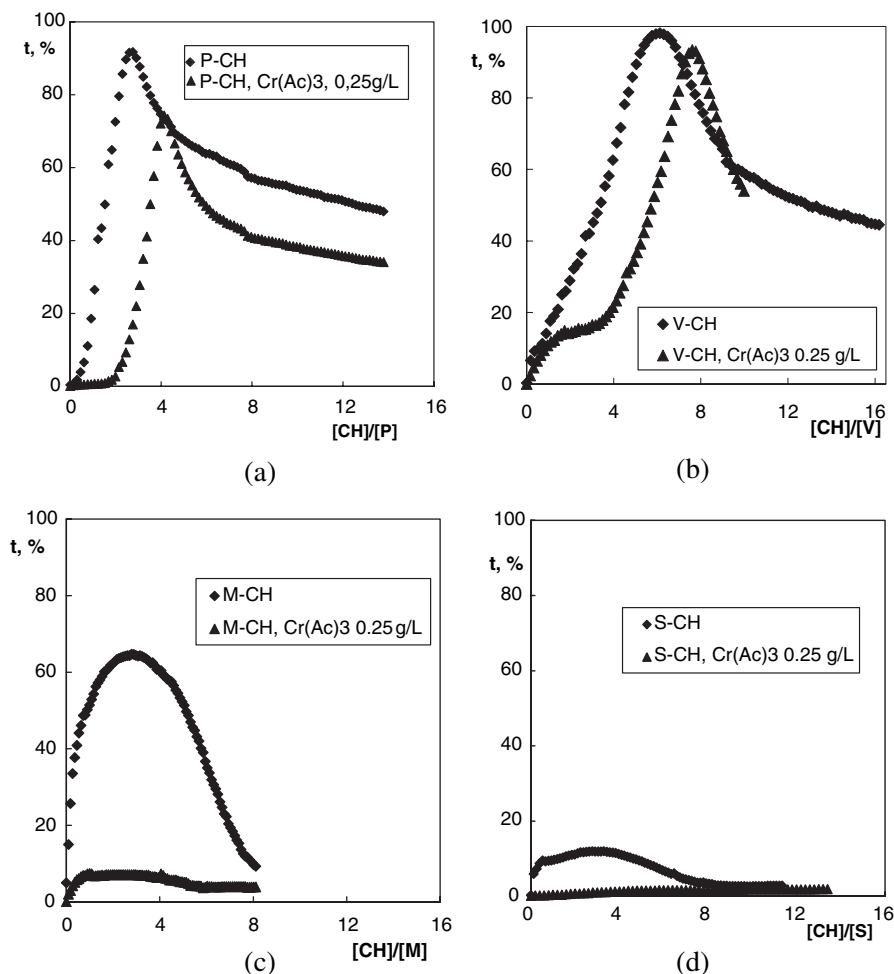 100
t, %
80
60
40
20
0
P-CH
P-CH, Cr(Ac)3, 0,25g/L
0 4 8 12 16
[CH]/[P]
(a)
100
t, %
80
60
40
20
0
V-CH
V-CH, Cr(Ac)3 0.25 g/L
0 4 8 12 16
[CH]/[V]
(b)
100
t, %
80
60
40
20
0
M-CH
M-CH, Cr(Ac)3 0.25 g/L
0 4 8 12 16
[CH]/[M]
(c)
100
t, %
80
60
40
20
0
S-CH
S-CH, Cr(Ac)3 0.25 g/L
0 4 8 12 16
[CH]/[S]
(d)